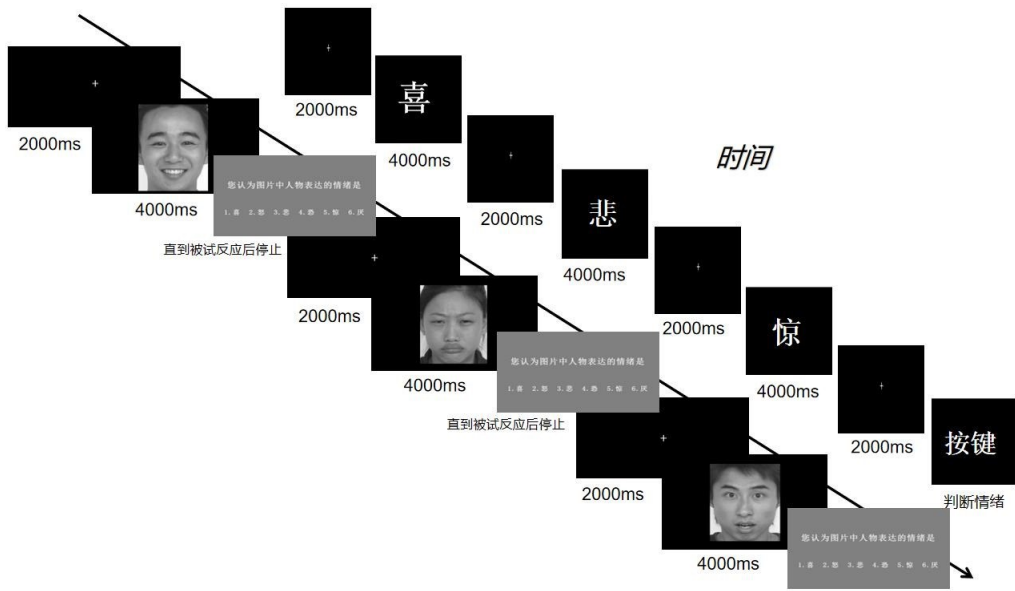 2000ms
喜
4000ms
2000ms
悲
4000ms
2000ms
惊
4000ms
2000ms
按键
判断情绪
时间
2000ms
4000ms
您认为图片中人物表达的情绪是
1.喜 2.怒 3.悲 4.恐 5.惊 6.厌
直到被试反应后停止
2000ms
4000ms
您认为图片中人物表达的情绪是
1.喜 2.怒 3.悲 4.恐 5.惊 6.厌
直到被试反应后停止
2000ms
4000ms
您认为图片中人物表达的情绪是
1.喜 2.怒 3.悲 4.恐 5.惊 6.厌